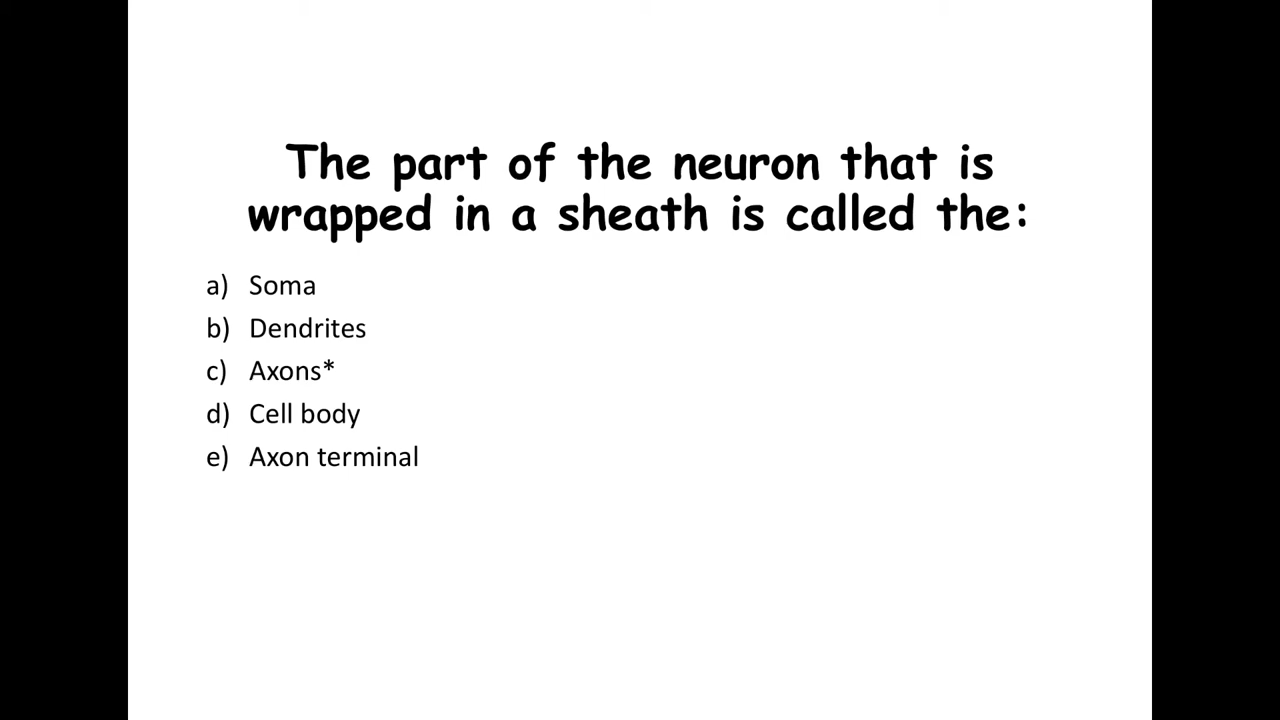 The part of the neuron that is
wrapped in a sheath is called the:
a) Soma
b) Dendrites
c) Axons*
d) Cell body
e) Axon terminal